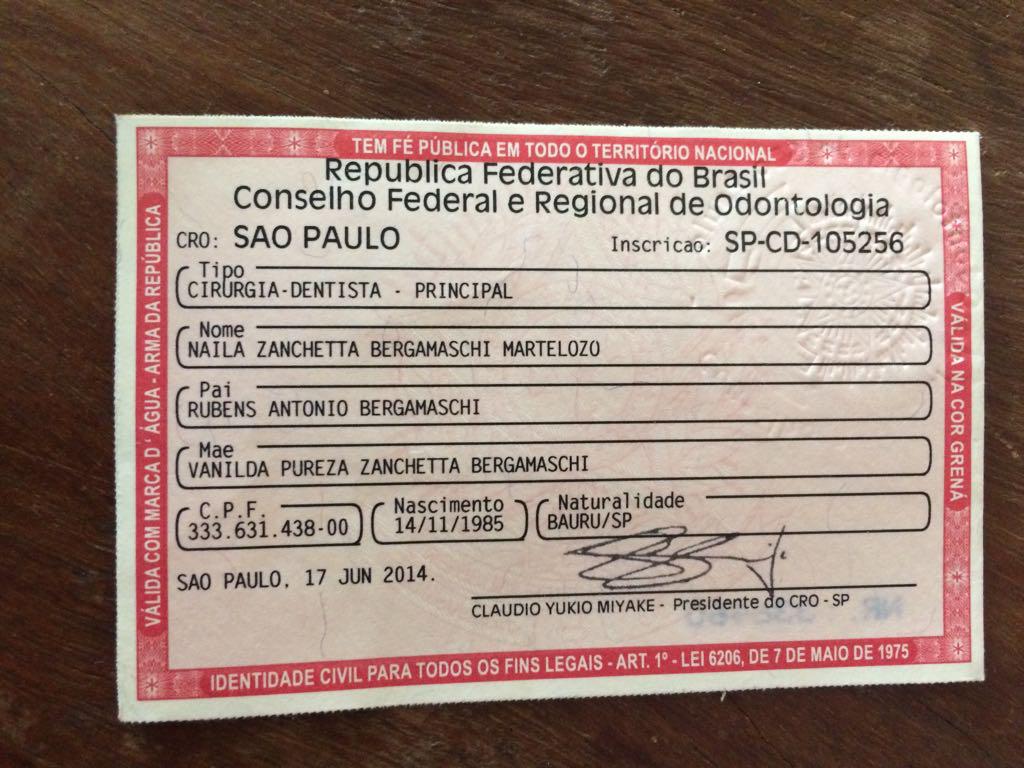 TEM FÉ PÚBLICA EM TODO O TERRITÓRIO NACIONAL
Republica Federativa do Brasil
Conselho Federal e Regional de Odontologia
CRO: SAO PAULO Inscricao: SP-CD-105256
Tipo
CIRURGIA-DENTISTA - PRINCIPAL
Nome
NAILA ZANCHETTA BERGAMASCHI MARTELOZO
Pai
RUBENS ANTONIO BERGAMASCHI
Mae
VANILDA PUREZA ZANCHETTA BERGAMASCHI
C.P.F. Nascimento Naturalidade
333.631.438-00 14/11/1985 BAURU/SP
SAO PAULO, 17 JUN 2014.
CLAUDIO YUKIO MIYAKE - Presidente do CRO - SP
IDENTIDADE CIVIL PARA TODOS OS FINS LEGAIS - ART. 1º - LEI 6206, DE 7 DE MAIO DE 1975
VÁLIDA COM MARCA D' ÁGUA - ARMA DA REPÚBLICA
VÁLIDA NA COR GRENÁ